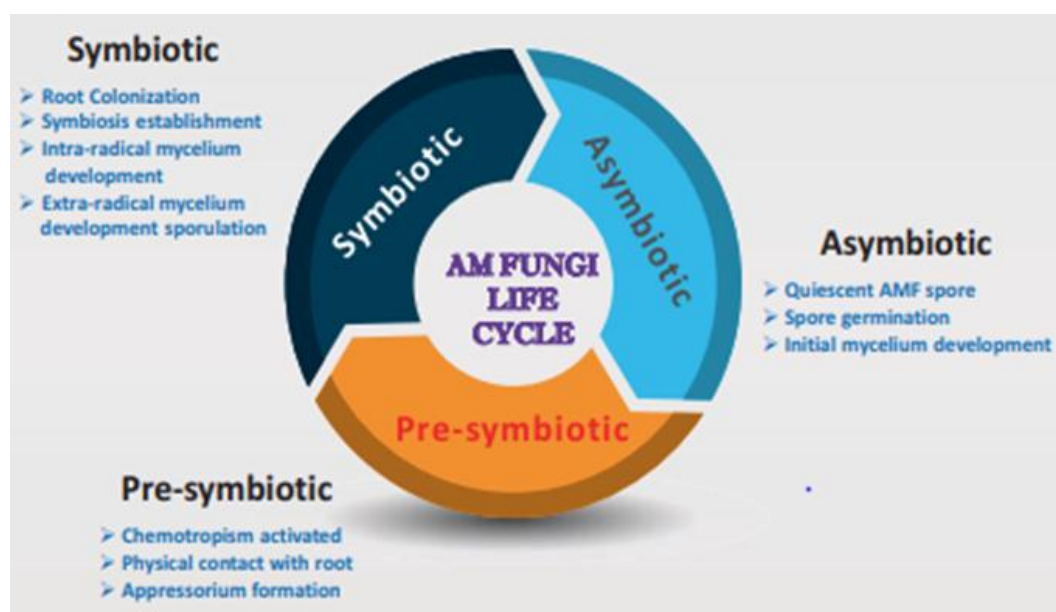 Symbiotic
➢ Root Colonization
➢ Symbiosis establishment
➢ Intra-radical mycelium
development
➢ Extra-radical mycelium
development sporulation
Symbiotic
Asymbiotic
AM FUNGI
LIFE
CYCLE
Pre-symbiotic
Asymbiotic
➢ Quiescent AMF spore
➢ Spore germination
➢ Initial mycelium development
Pre-symbiotic
➢ Chemotropism activated
➢ Physical contact with root
➢ Appressorium formation